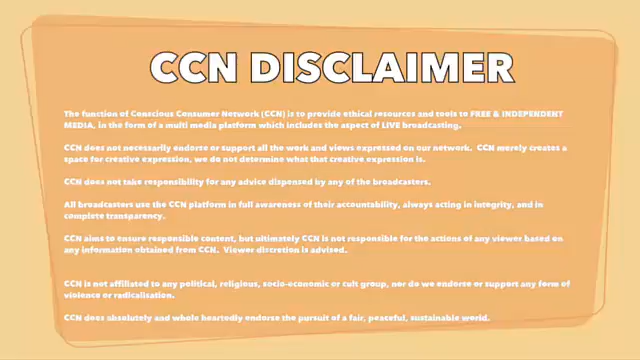 CCN DISCLAIMER
The function of Conscious Consumer Network (CCN) is to provide ethical resources and tools to FREE & INDEPENDENT
MEDIA, in the form of a multi media platform which includes the aspect of LIVE broadcasting.
CCN does not necessarily endorse or support all the work and views expressed on our network. CCN merely creates a
space for creative expression, we do not determine what that creative expression is.
CCN does not take responsibility for any advice dispensed by any of the broadcasters.
All broadcasters use the CCN platform in full awareness of their accountability, always acting in integrity, and in
complete transparency.
CCN aims to ensure responsible content, but ultimately CCN is not responsible for the actions of any viewer based on
any information obtained from CCN. Viewer discretion is advised.
CCN is not affiliated to any political, religious, socio-economic or cult group, nor do we endorse or support any form of
violence or radicalisation.
CCN does absolutely and whole heartedly endorse the pursuit of a fair, peaceful, sustainable world.